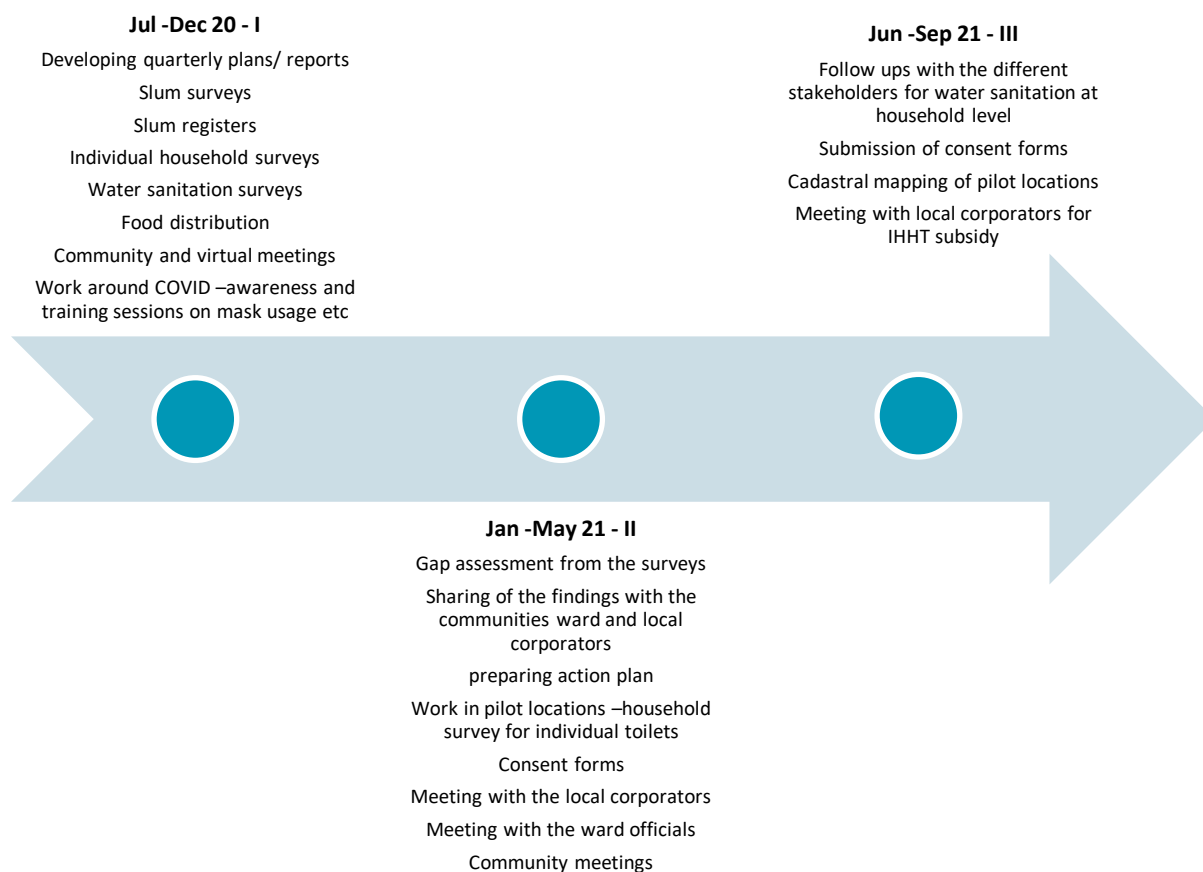 Jul -Dec 20 - I
Developing quarterly plans/ reports
Slum surveys
Slum registers
Individual household surveys
Water sanitation surveys
Food distribution
Community and virtual meetings
Work around COVID –awareness and
training sessions on mask usage etc
Jan -May 21 - II
Gap assessment from the surveys
Sharing of the findings with the
communities ward and local
corporators
preparing action plan
Work in pilot locations –household
survey for individual toilets
Consent forms
Meeting with the local corporators
Meeting with the ward officials
Community meetings
Jun -Sep 21 - III
Follow ups with the different
stakeholders for water sanitation at
household level
Submission of consent forms
Cadastral mapping of pilot locations
Meeting with local corporators for
IHHT subsidy